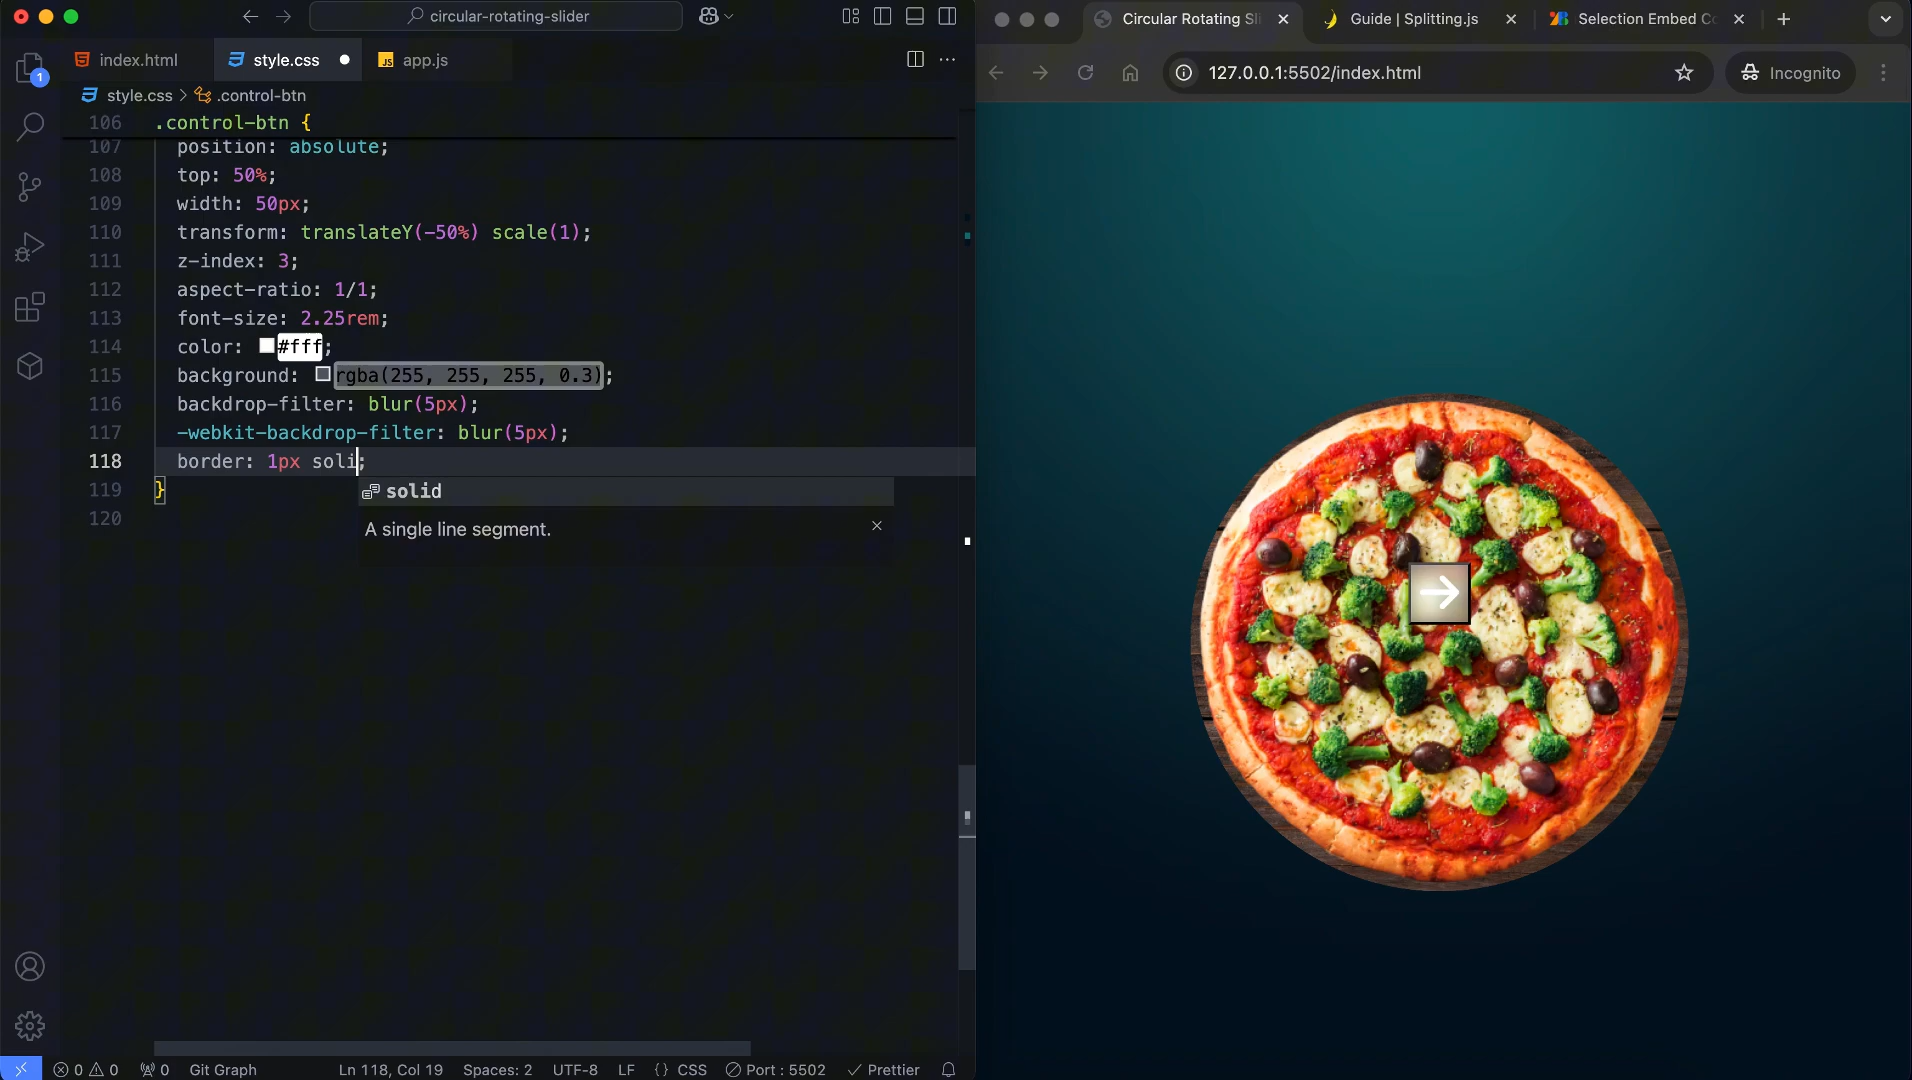 circular-rotating-slider
index.html
style.css
app.js
style.css > .control-btn
106 .control-btn {
107 position: absolute;
108 top: 50%;
109 width: 50px;
110 transform: translateY(-50%) scale(1);
111 z-index: 3;
112 aspect-ratio: 1/1;
113 font-size: 2.25rem;
114 color: #fff;
115 background: rgba(255, 255, 255, 0.3);
116 backdrop-filter: blur(5px);
117 -webkit-backdrop-filter: blur(5px);
118 border: 1px soli;
119 }
120
solid
A single line segment.
1
0 0 0 Git Graph Ln 118, Col 19 Spaces: 2 UTF-8 LF {} CSS Port : 5502 Prettier
Circular Rotating Sli
Guide | Splitting.js
Selection Embed Co
127.0.0.1:5502/index.html
Incognito